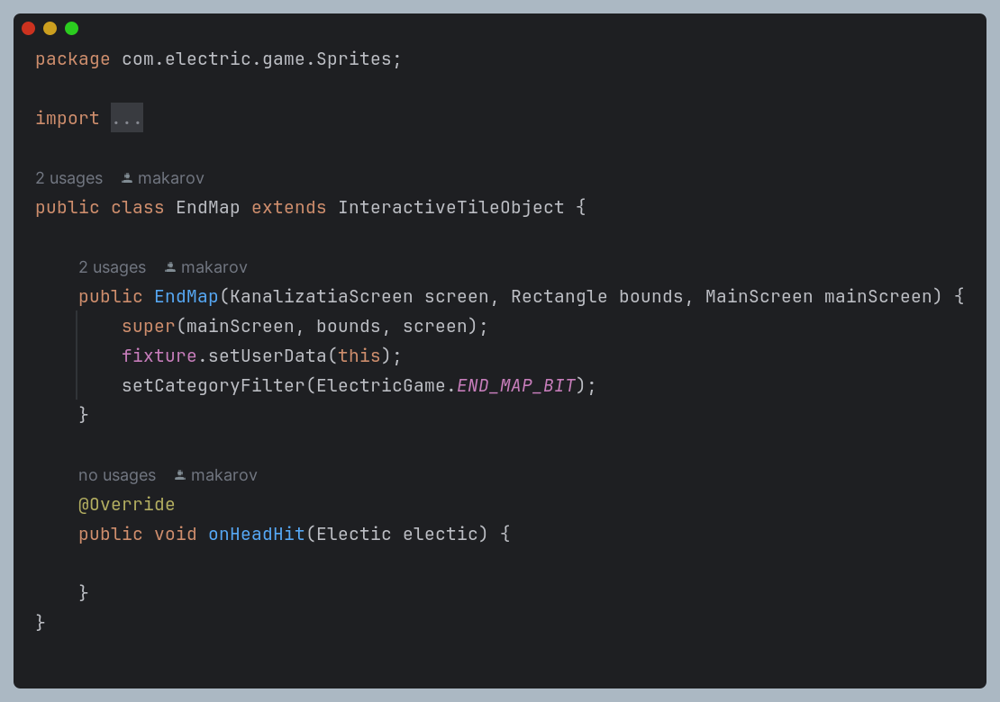 package com.electric.game.Sprites;
import ...
2 usages makarov
public class EndMap extends InteractiveTileObject {
2 usages makarov
public EndMap(KanalizatiaScreen screen, Rectangle bounds, MainScreen mainScreen) {
super(mainScreen, bounds, screen);
fixture.setUserData(this);
setCategoryFilter(ElectricGame.END_MAP_BIT);
}
no usages makarov
@Override
public void onHeadHit(Electic electic) {
}
}